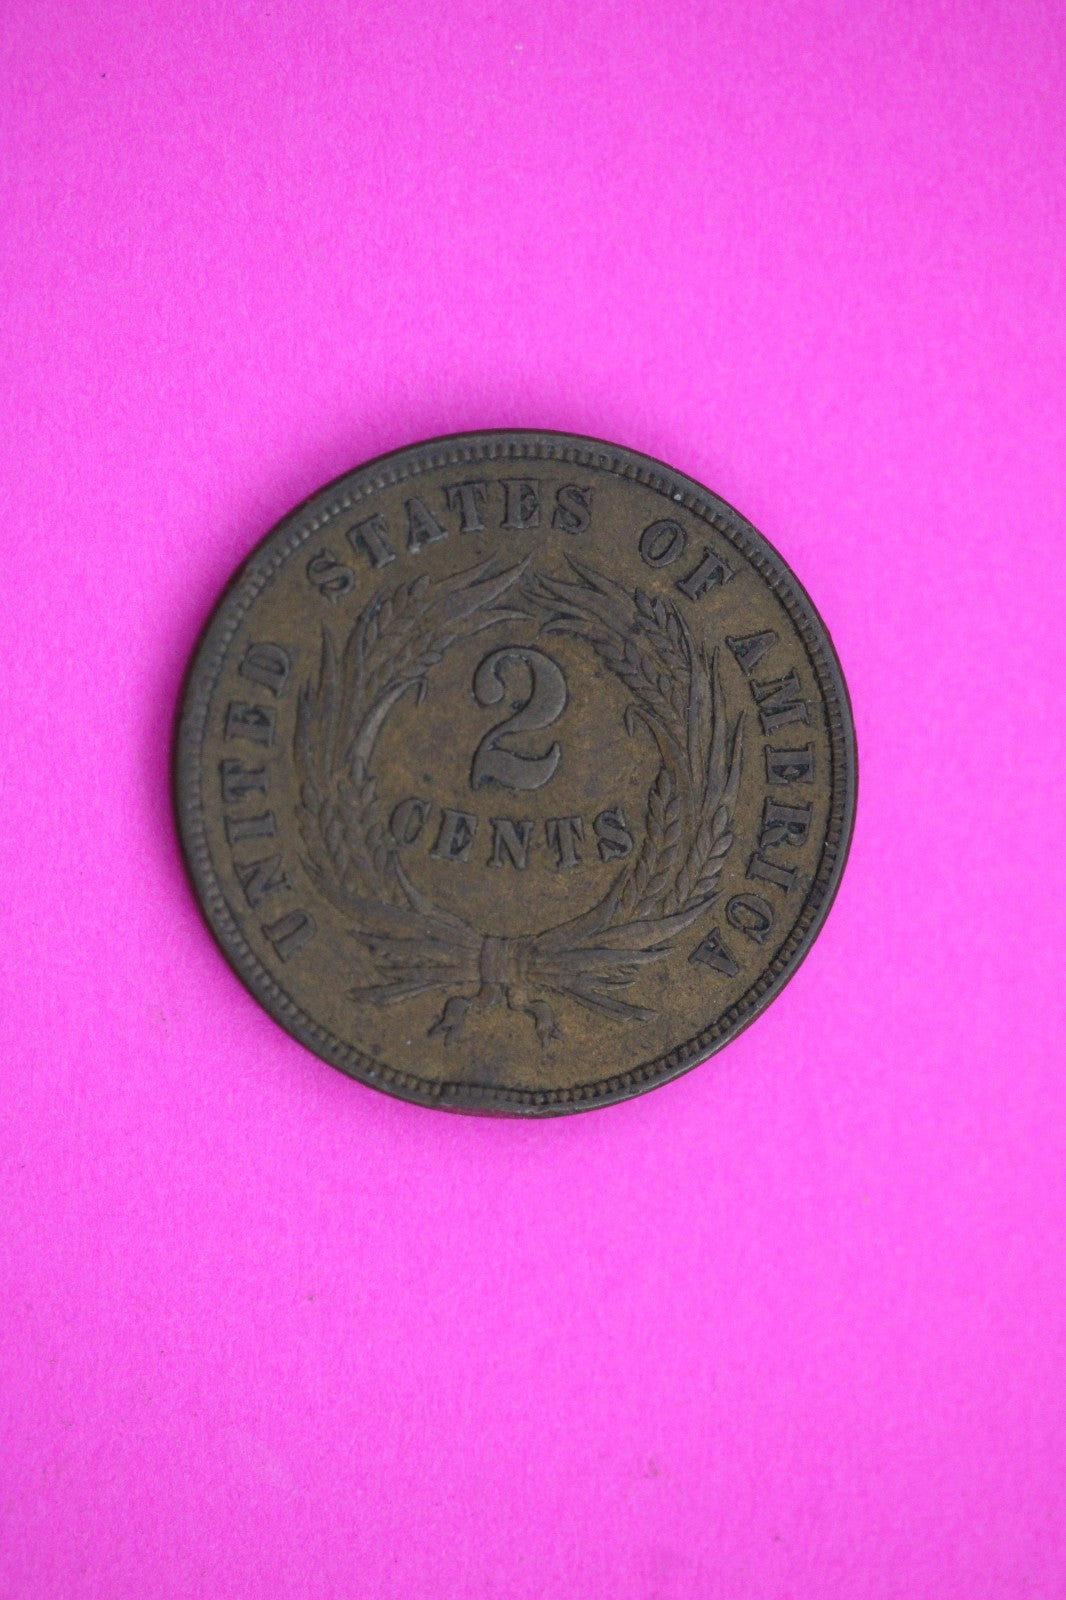 UNITED STATES OF AMERICA
2
CENTS